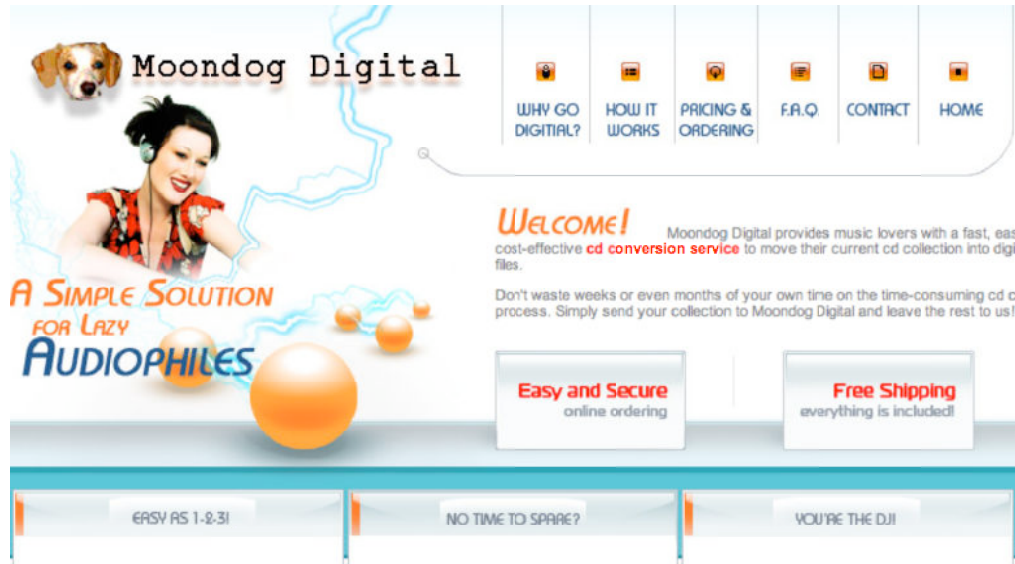 Moondog Digital
WHY GO
DIGITIAL?
HOW IT
WORKS
PRICING &
ORDERING
F.A.Q
CONTACT
HOME
WELCOME!
Moondog Digital provides music lovers with a fast, eas
cost-effective cd conversion service to move their current cd collection into digi
files.
Don't waste weeks or even months of your own time on the time-consuming cd c
process. Simply send your collection to Moondog Digital and leave the rest to us!
A SIMPLE SOLUTION
FOR LAZY
AUDIOPHILES
Easy and Secure
online ordering
Free Shipping
everything is included!
EASY AS 1-2-3!
NO TIME TO SPARE?
YOU'RE THE DJ!